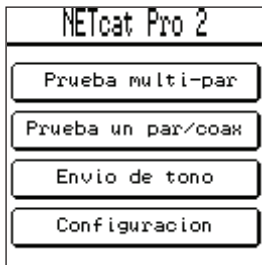 NETcat Pro 2
Prueba multi-par
Prueba un par/coax
Envio de tono
Configuracion